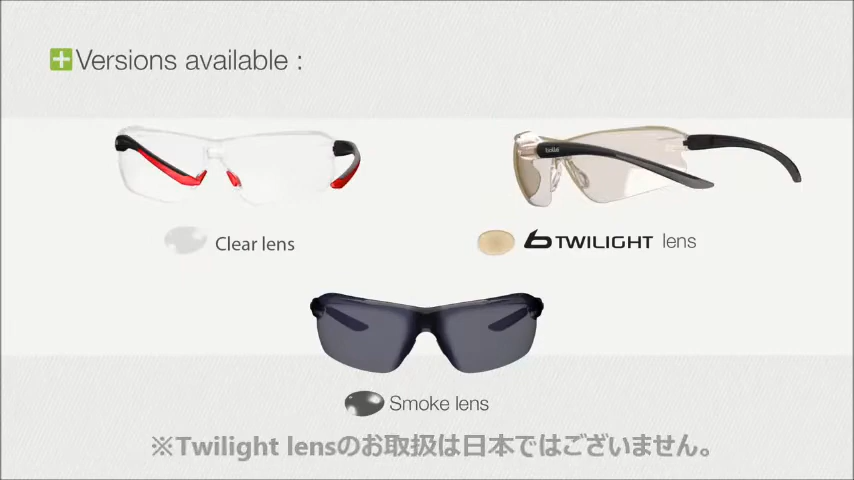 Versions available :
bollé
Clear lens
TWILIGHT lens
Smoke lens
※Twilight lensのお取扱は日本ではございません。